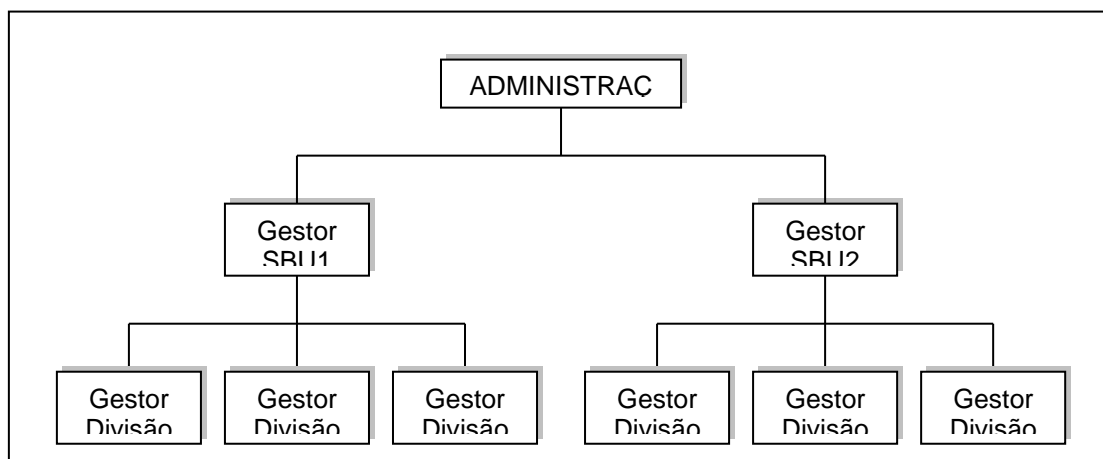 ADMINISTRAÇ
Gestor
SBU1
Gestor
SBU2
Gestor
Divisão
Gestor
Divisão
Gestor
Divisão
Gestor
Divisão
Gestor
Divisão
Gestor
Divisão